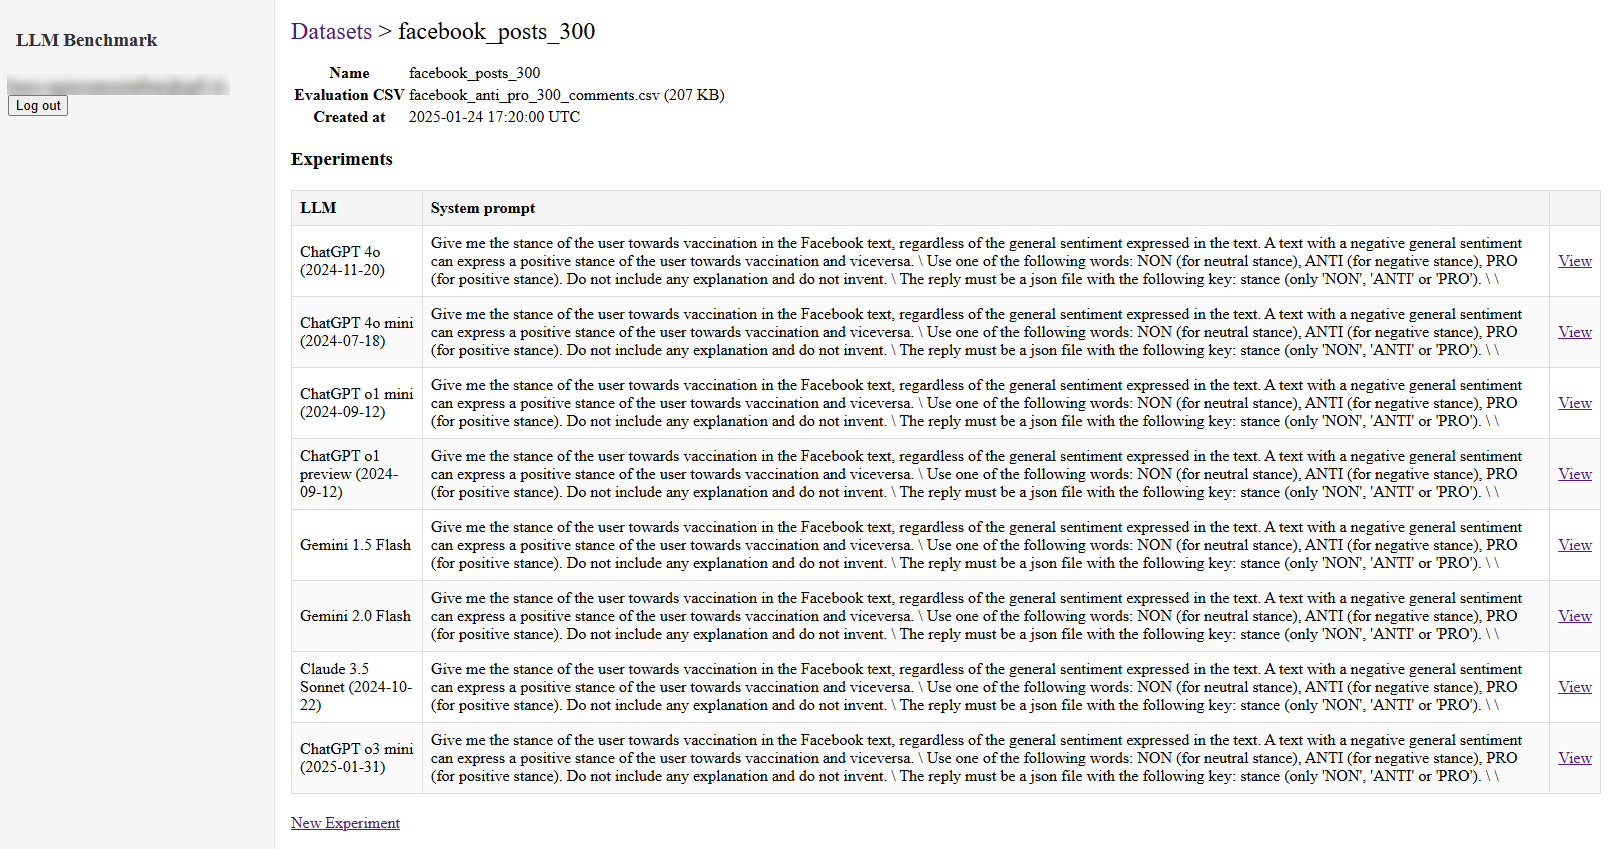 LLM Benchmark
Log out
Datasets > facebook_posts_300
Name facebook_posts_300
Evaluation CSV facebook_anti_pro_300_comments.csv (207 KB)
Created at 2025-01-24 17:20:00 UTC
Experiments
LLM System prompt
ChatGPT 4o
(2024-11-20)
Give me the stance of the user towards vaccination in the Facebook text, regardless of the general sentiment expressed in the text. A text with a negative general sentiment
can express a positive stance of the user towards vaccination and viceversa. \ Use one of the following words: NON (for neutral stance), ANTI (for negative stance), PRO
(for positive stance). Do not include any explanation and do not invent. \ The reply must be a json file with the following key: stance (only 'NON', 'ANTI' or 'PRO'). \ \
View
ChatGPT 4o mini
(2024-07-18)
Give me the stance of the user towards vaccination in the Facebook text, regardless of the general sentiment expressed in the text. A text with a negative general sentiment
can express a positive stance of the user towards vaccination and viceversa. \ Use one of the following words: NON (for neutral stance), ANTI (for negative stance), PRO
(for positive stance). Do not include any explanation and do not invent. \ The reply must be a json file with the following key: stance (only 'NON', 'ANTI' or 'PRO'). \ \
View
ChatGPT o1 mini
(2024-09-12)
Give me the stance of the user towards vaccination in the Facebook text, regardless of the general sentiment expressed in the text. A text with a negative general sentiment
can express a positive stance of the user towards vaccination and viceversa. \ Use one of the following words: NON (for neutral stance), ANTI (for negative stance), PRO
(for positive stance). Do not include any explanation and do not invent. \ The reply must be a json file with the following key: stance (only 'NON', 'ANTI' or 'PRO'). \ \
View
ChatGPT o1
preview (2024-
09-12)
Give me the stance of the user towards vaccination in the Facebook text, regardless of the general sentiment expressed in the text. A text with a negative general sentiment
can express a positive stance of the user towards vaccination and viceversa. \ Use one of the following words: NON (for neutral stance), ANTI (for negative stance), PRO
(for positive stance). Do not include any explanation and do not invent. \ The reply must be a json file with the following key: stance (only 'NON', 'ANTI' or 'PRO'). \ \
View
Gemini 1.5 Flash
Give me the stance of the user towards vaccination in the Facebook text, regardless of the general sentiment expressed in the text. A text with a negative general sentiment
can express a positive stance of the user towards vaccination and viceversa. \ Use one of the following words: NON (for neutral stance), ANTI (for negative stance), PRO
(for positive stance). Do not include any explanation and do not invent. \ The reply must be a json file with the following key: stance (only 'NON', 'ANTI' or 'PRO'). \ \
View
Gemini 2.0 Flash
Give me the stance of the user towards vaccination in the Facebook text, regardless of the general sentiment expressed in the text. A text with a negative general sentiment
can express a positive stance of the user towards vaccination and viceversa. \ Use one of the following words: NON (for neutral stance), ANTI (for negative stance), PRO
(for positive stance). Do not include any explanation and do not invent. \ The reply must be a json file with the following key: stance (only 'NON', 'ANTI' or 'PRO'). \ \
View
Claude 3.5
Sonnet (2024-10-
22)
Give me the stance of the user towards vaccination in the Facebook text, regardless of the general sentiment expressed in the text. A text with a negative general sentiment
can express a positive stance of the user towards vaccination and viceversa. \ Use one of the following words: NON (for neutral stance), ANTI (for negative stance), PRO
(for positive stance). Do not include any explanation and do not invent. \ The reply must be a json file with the following key: stance (only 'NON', 'ANTI' or 'PRO'). \ \
View
ChatGPT o3 mini
(2025-01-31)
Give me the stance of the user towards vaccination in the Facebook text, regardless of the general sentiment expressed in the text. A text with a negative general sentiment
can express a positive stance of the user towards vaccination and viceversa. \ Use one of the following words: NON (for neutral stance), ANTI (for negative stance), PRO
(for positive stance). Do not include any explanation and do not invent. \ The reply must be a json file with the following key: stance (only 'NON', 'ANTI' or 'PRO'). \ \
View
New Experiment